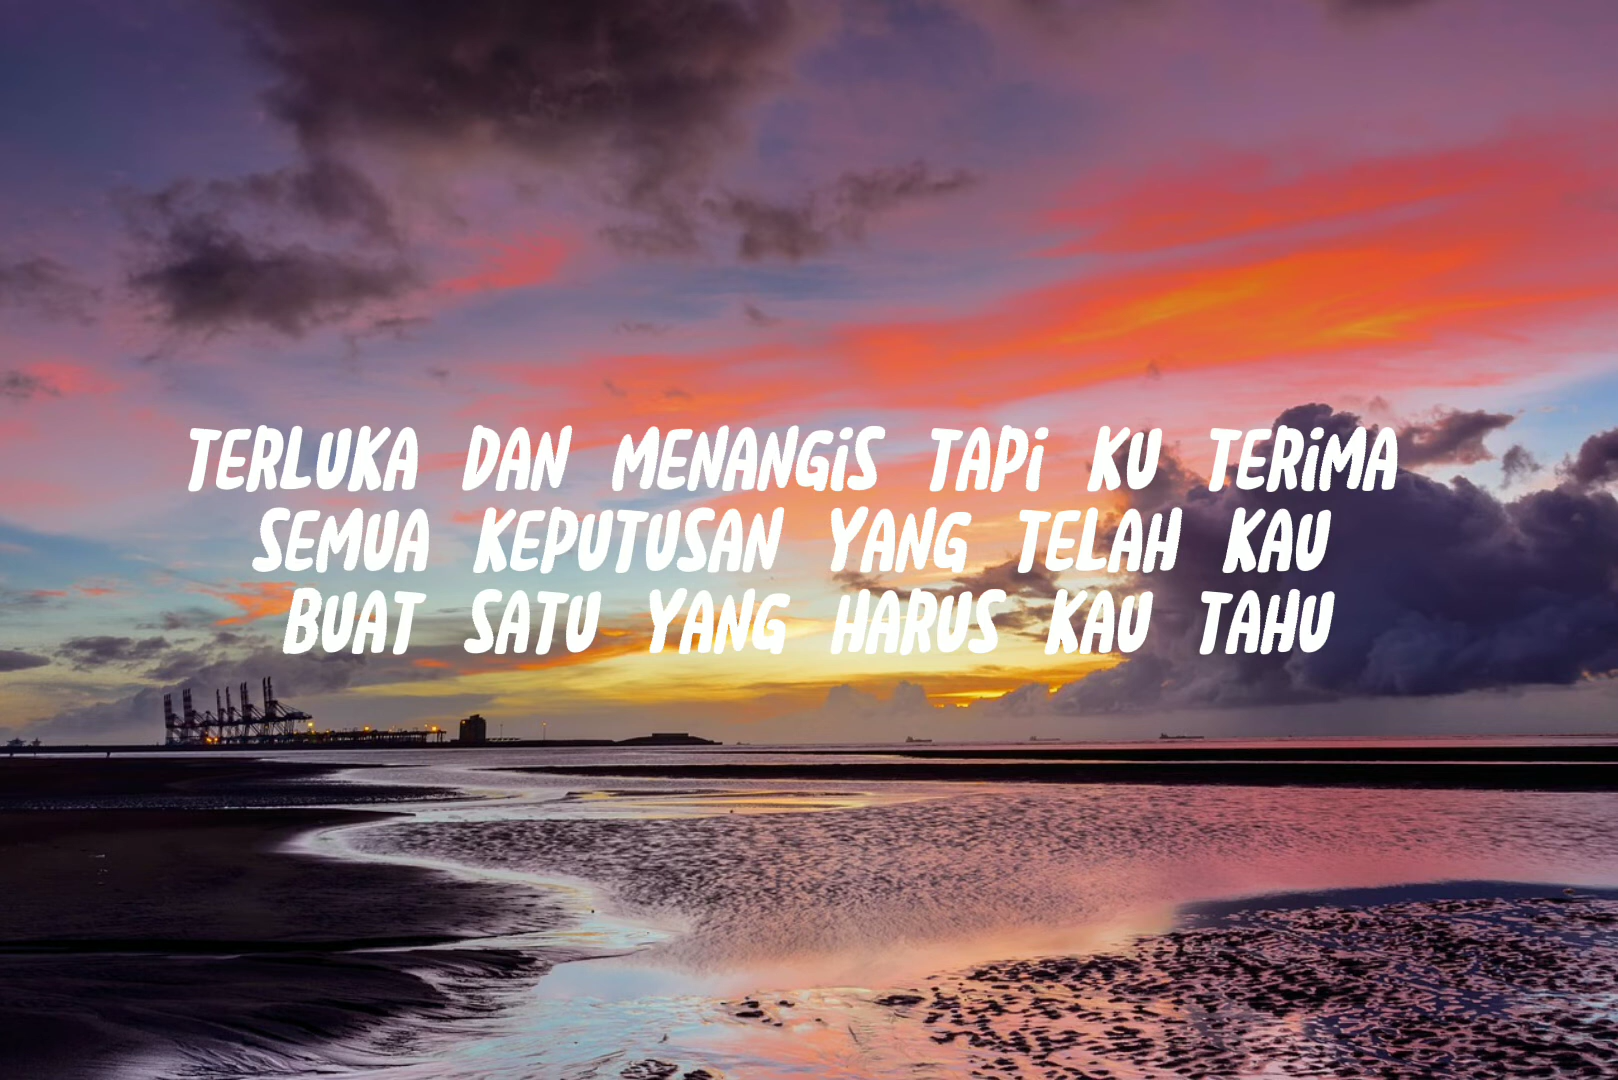 TERLUKA DAN MENANGiS TAPi KU TERiMA
SEMUA KEPUTUSAN YANG TELAH KAU
BUAT SATU YANG HARUS KAU TAHU